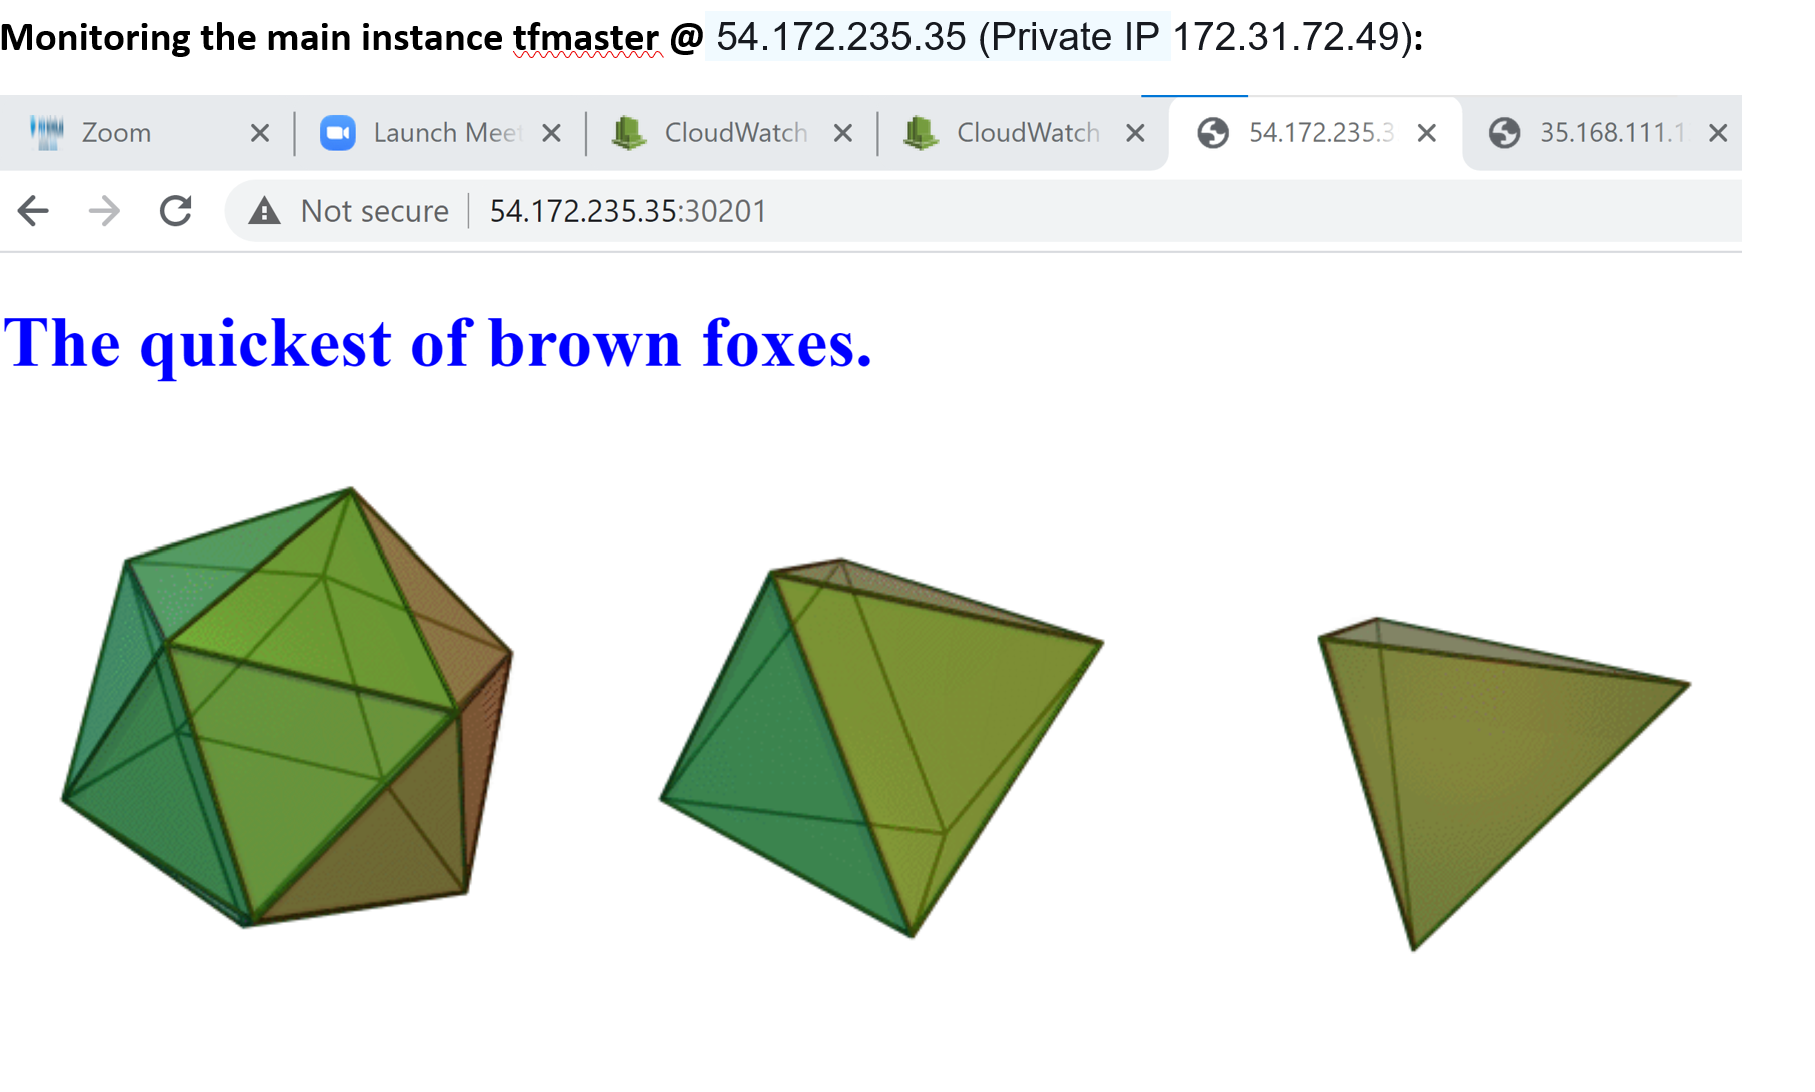 Monitoring the main instance tfmaster @ 54.172.235.35 (Private IP 172.31.72.49):
Zoom Launch Meet CloudWatch CloudWatch 54.172.235.3 35.168.111.1
Not secure 54.172.235.35:30201
The quickest of brown foxes.